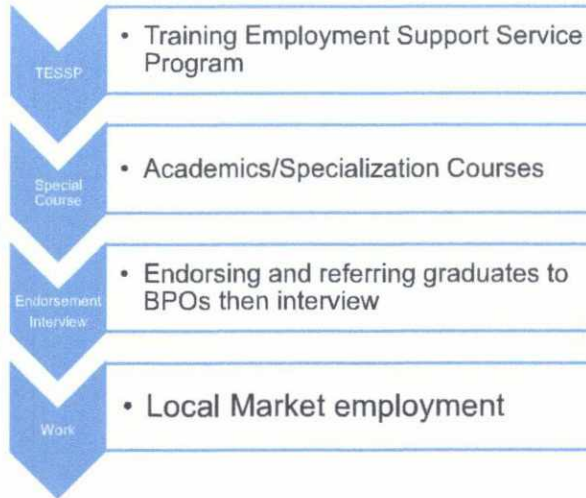 TESSP
• Training Employment Support Service
Program
Special
Course
• Academics/Specialization Courses
Endorsement
Interview
• Endorsing and referring graduates to
BPOs then interview
Work
• Local Market employment